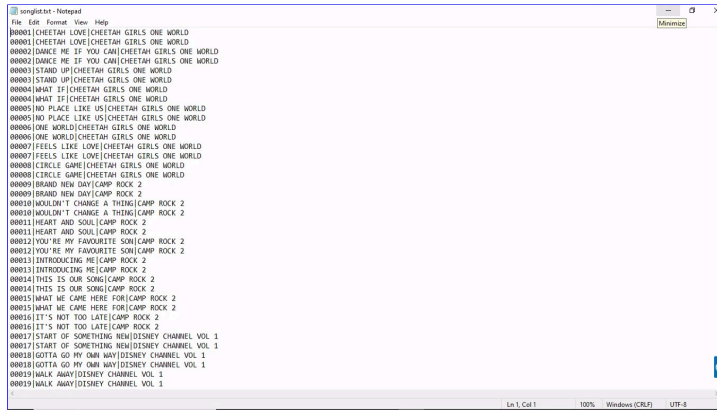 songlist.txt - Notepad
File Edit Format View Help
Minimize
00001|CHEETAH LOVE|CHEETAH GIRLS ONE WORLD
00001|CHEETAH LOVE|CHEETAH GIRLS ONE WORLD
00002|DANCE ME IF YOU CAN|CHEETAH GIRLS ONE WORLD
00002|DANCE ME IF YOU CAN|CHEETAH GIRLS ONE WORLD
00003|STAND UP|CHEETAH GIRLS ONE WORLD
00003|STAND UP|CHEETAH GIRLS ONE WORLD
00004|WHAT IF|CHEETAH GIRLS ONE WORLD
00004|WHAT IF|CHEETAH GIRLS ONE WORLD
00005|NO PLACE LIKE US|CHEETAH GIRLS ONE WORLD
00005|NO PLACE LIKE US|CHEETAH GIRLS ONE WORLD
00006|ONE WORLD|CHEETAH GIRLS ONE WORLD
00006|ONE WORLD|CHEETAH GIRLS ONE WORLD
00007|FEELS LIKE LOVE|CHEETAH GIRLS ONE WORLD
00007|FEELS LIKE LOVE|CHEETAH GIRLS ONE WORLD
00008|CIRCLE GAME|CHEETAH GIRLS ONE WORLD
00008|CIRCLE GAME|CHEETAH GIRLS ONE WORLD
00009|BRAND NEW DAY|CAMP ROCK 2
00009|BRAND NEW DAY|CAMP ROCK 2
00010|WOULDN'T CHANGE A THING|CAMP ROCK 2
00010|WOULDN'T CHANGE A THING|CAMP ROCK 2
00011|HEART AND SOUL|CAMP ROCK 2
00011|HEART AND SOUL|CAMP ROCK 2
00012|YOU'RE MY FAVOURITE SON|CAMP ROCK 2
00012|YOU'RE MY FAVOURITE SON|CAMP ROCK 2
00013|INTRODUCING ME|CAMP ROCK 2
00013|INTRODUCING ME|CAMP ROCK 2
00014|THIS IS OUR SONG|CAMP ROCK 2
00014|THIS IS OUR SONG|CAMP ROCK 2
00015|WHAT WE CAME HERE FOR|CAMP ROCK 2
00015|WHAT WE CAME HERE FOR|CAMP ROCK 2
00016|IT'S NOT TOO LATE|CAMP ROCK 2
00016|IT'S NOT TOO LATE|CAMP ROCK 2
00017|START OF SOMETHING NEW|DISNEY CHANNEL VOL 1
00017|START OF SOMETHING NEW|DISNEY CHANNEL VOL 1
00018|GOTTA GO MY OWN WAY|DISNEY CHANNEL VOL 1
00018|GOTTA GO MY OWN WAY|DISNEY CHANNEL VOL 1
00019|WALK AWAY|DISNEY CHANNEL VOL 1
00019|WALK AWAY|DISNEY CHANNEL VOL 1
Ln 1, Col 1 100% Windows (CRLF) UTF-8